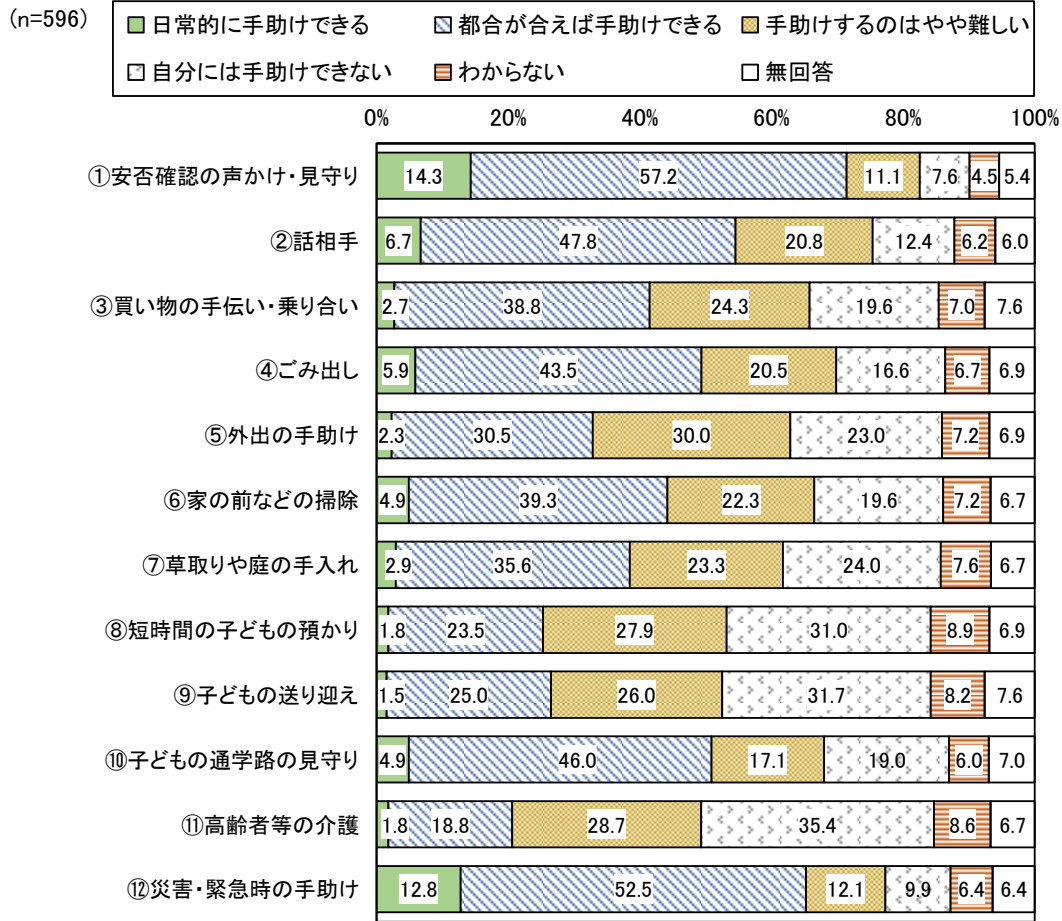 (n=596)
日常的に手助けできる 都合が合えば手助けできる 手助けするのはやや難しい
自分には手助けできない わからない 無回答
0% 20% 40% 60% 80% 100%
①安否確認の声かけ・見守り 14.3 57.2 11.1 7.6 4.5 5.4
②話相手 6.7 47.8 20.8 12.4 6.2 6.0
③買い物の手伝い・乗り合い 2.7 38.8 24.3 19.6 7.0 7.6
④ごみ出し 5.9 43.5 20.5 16.6 6.7 6.9
⑤外出の手助け 2.3 30.5 30.0 23.0 7.2 6.9
⑥家の前などの掃除 4.9 39.3 22.3 19.6 7.2 6.7
⑦草取りや庭の手入れ 2.9 35.6 23.3 24.0 7.6 6.7
⑧短時間の子どもの預かり 1.8 23.5 27.9 31.0 8.9 6.9
⑨子どもの送り迎え 1.5 25.0 26.0 31.7 8.2 7.6
⑩子どもの通学路の見守り 4.9 46.0 17.1 19.0 6.0 7.0
⑪高齢者等の介護 1.8 18.8 28.7 35.4 8.6 6.7
⑫災害・緊急時の手助け 12.8 52.5 12.1 9.9 6.4 6.4